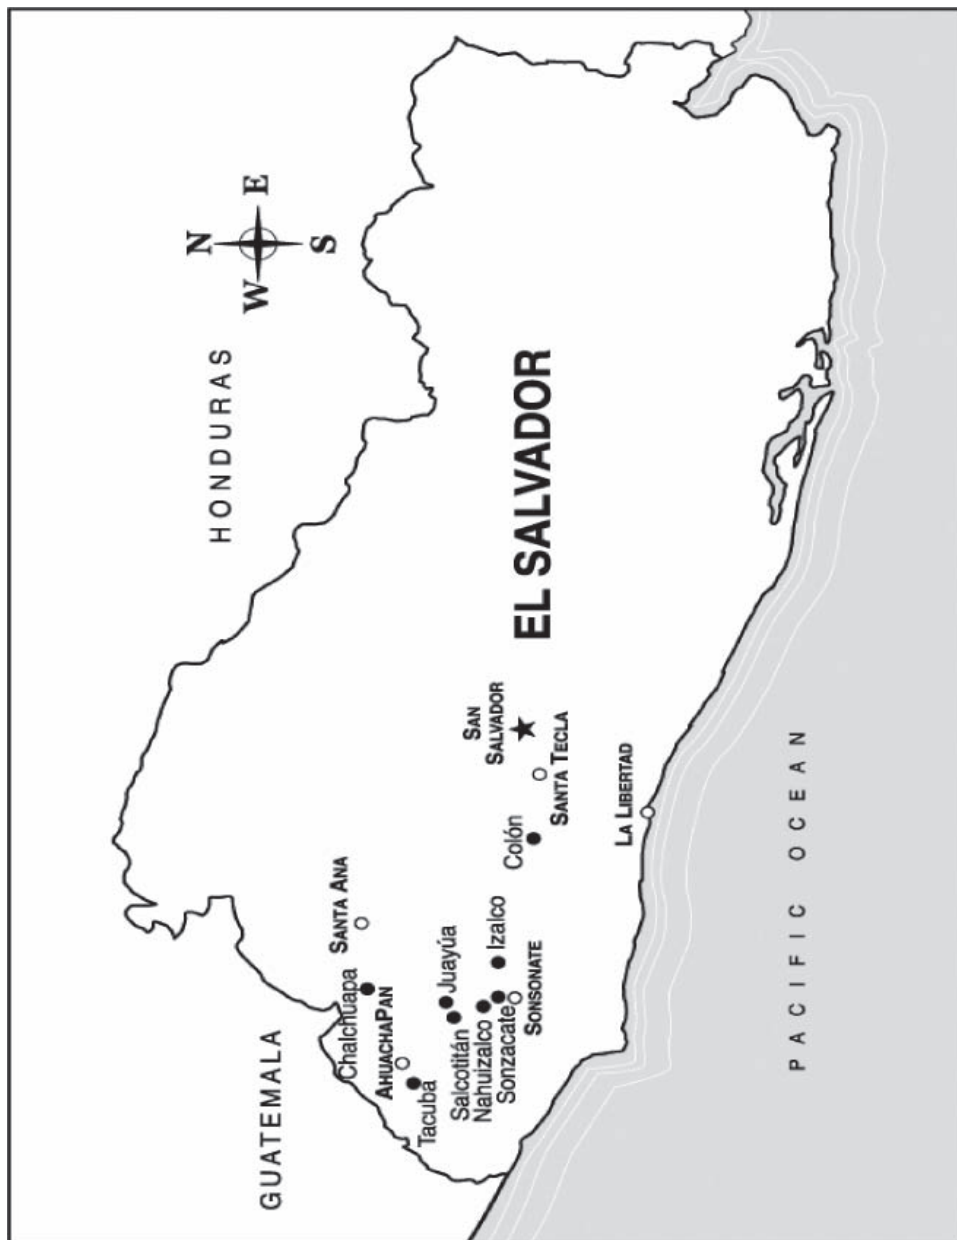 HONDURAS
N
W
E
S
GUATEMALA
EL SALVADOR
SANTA ANA
Chalchuapa
AHUACHAPAN
Tacuba
Juayúa
Salcotitán
Nahuizalco
Izalco
Sonzacate
SONSONATE
Colón
SAN
SALVADOR
SANTA TECLA
LA LIBERTAD
PACIFIC OCEAN